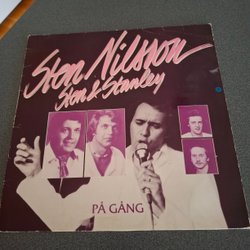 Sten Nilsson
Sten & Stanley
PÅ GÅNG